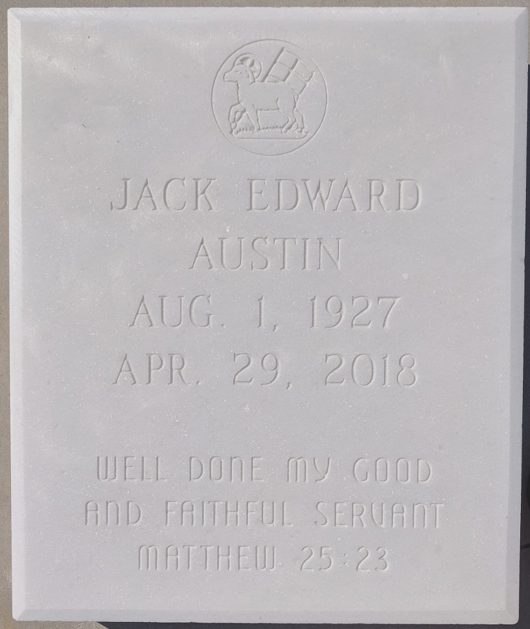 JACK EDWARD
AUSTIN
AUG. 1, 1927
APR. 29, 2018
WELL DONE MY GOOD
AND FAITHFUL SERVANT
MATTHEW 25:23